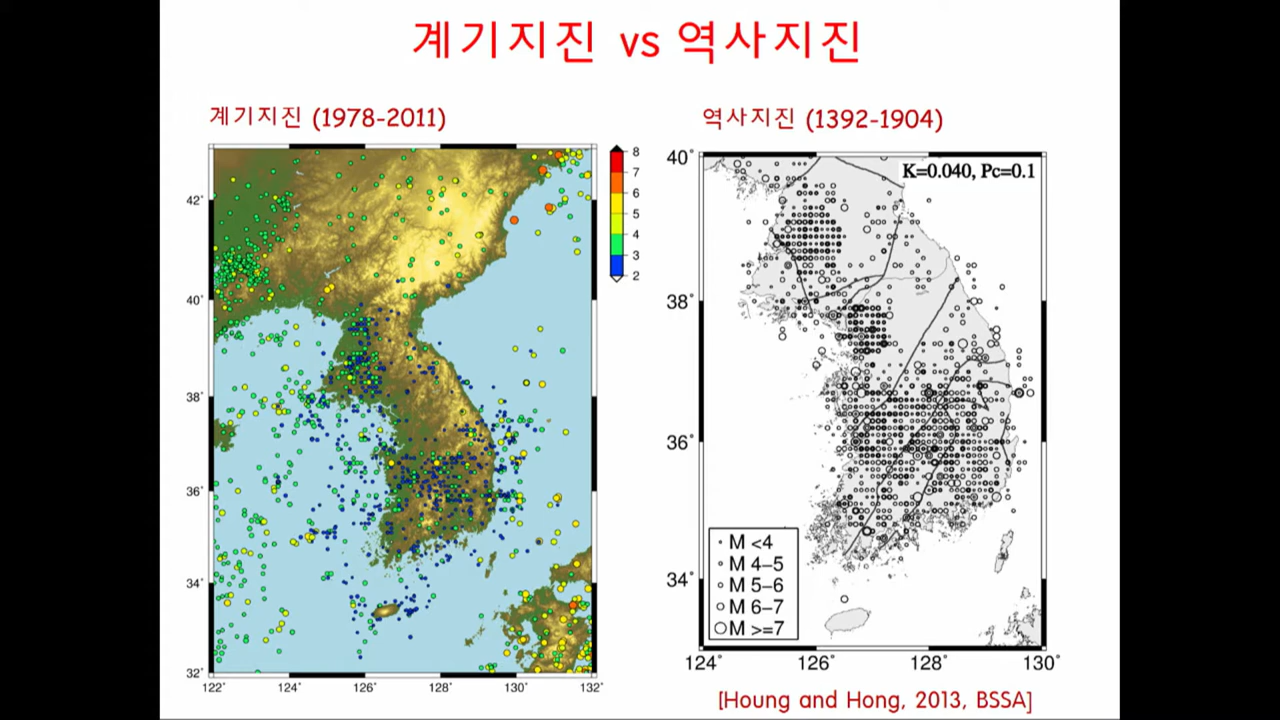 계기지진 vs 역사지진
계기지진 (1978-2011)
42°
40°
38°
36°
34°
32°
122° 124° 126° 128° 130° 132°
8
7
6
5
4
3
2
역사지진 (1392-1904)
K=0.040, Pc=0.1
40°
38°
36°
34°
M <4
M 4–5
M 5–6
M 6–7
M >=7
124° 126° 128° 130°
[Houng and Hong, 2013, BSSA]